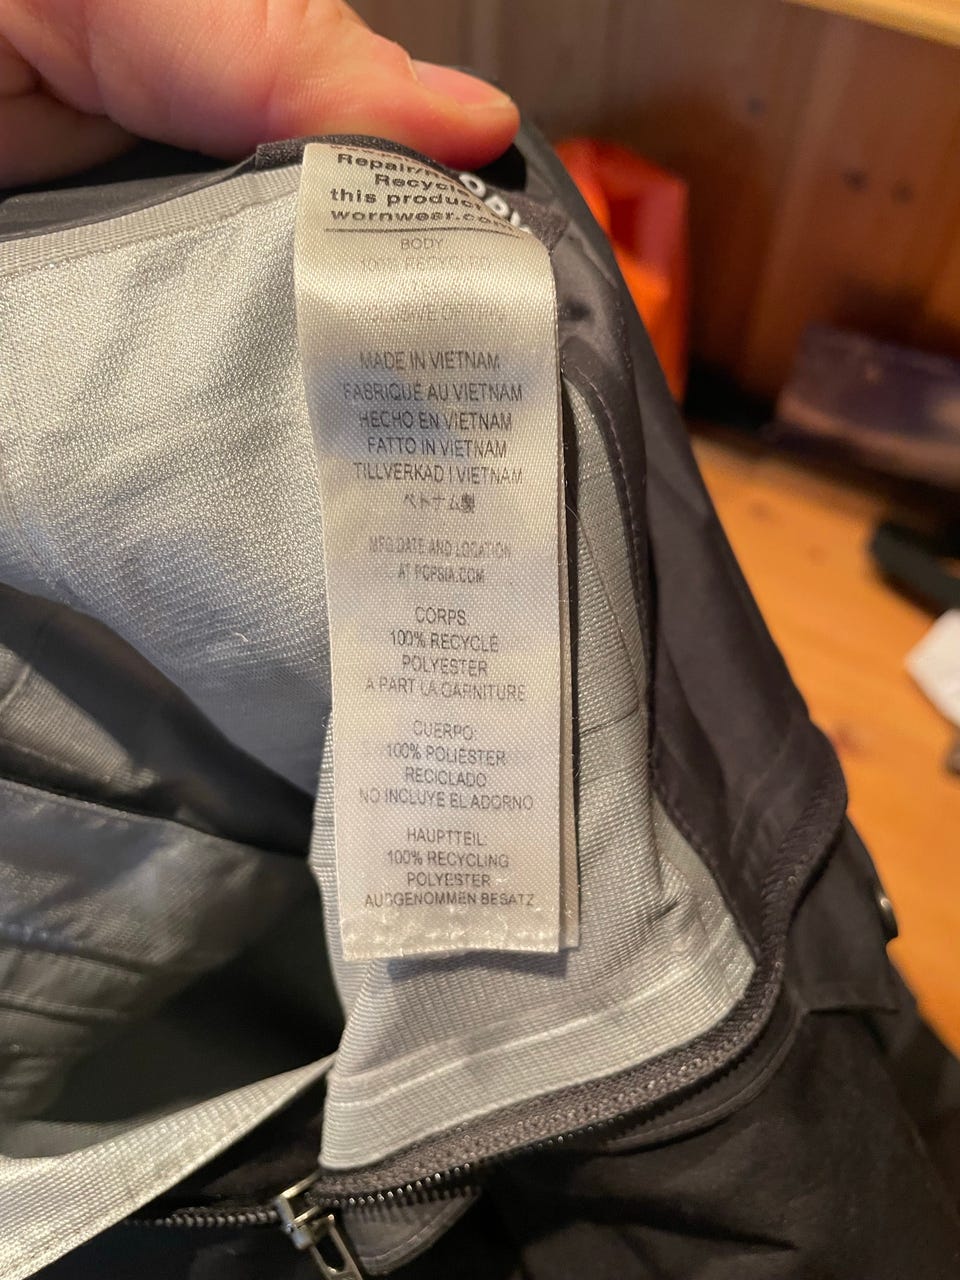 Repair/
Recycle
this product
wornwear.com
BODY
100% RECYCLED
MADE IN VIETNAM
FABRIQUÉ AU VIETNAM
HECHO EN VIETNAM
FATTO IN VIETNAM
TILLVERKAD I VIETNAM
ベトナム製
MFG DATE AND LOCATION
AT PCPSIA.COM
CORPS:
100% RECYCLÉ
POLYESTER
À PART LA GARNITURE
CUERPO:
100% POLIÉSTER
RECICLADO
NO INCLUYE EL ADORNO
HAUPTTEIL:
100% RECYCLING
POLYESTER
AUSGENOMMEN BESATZ